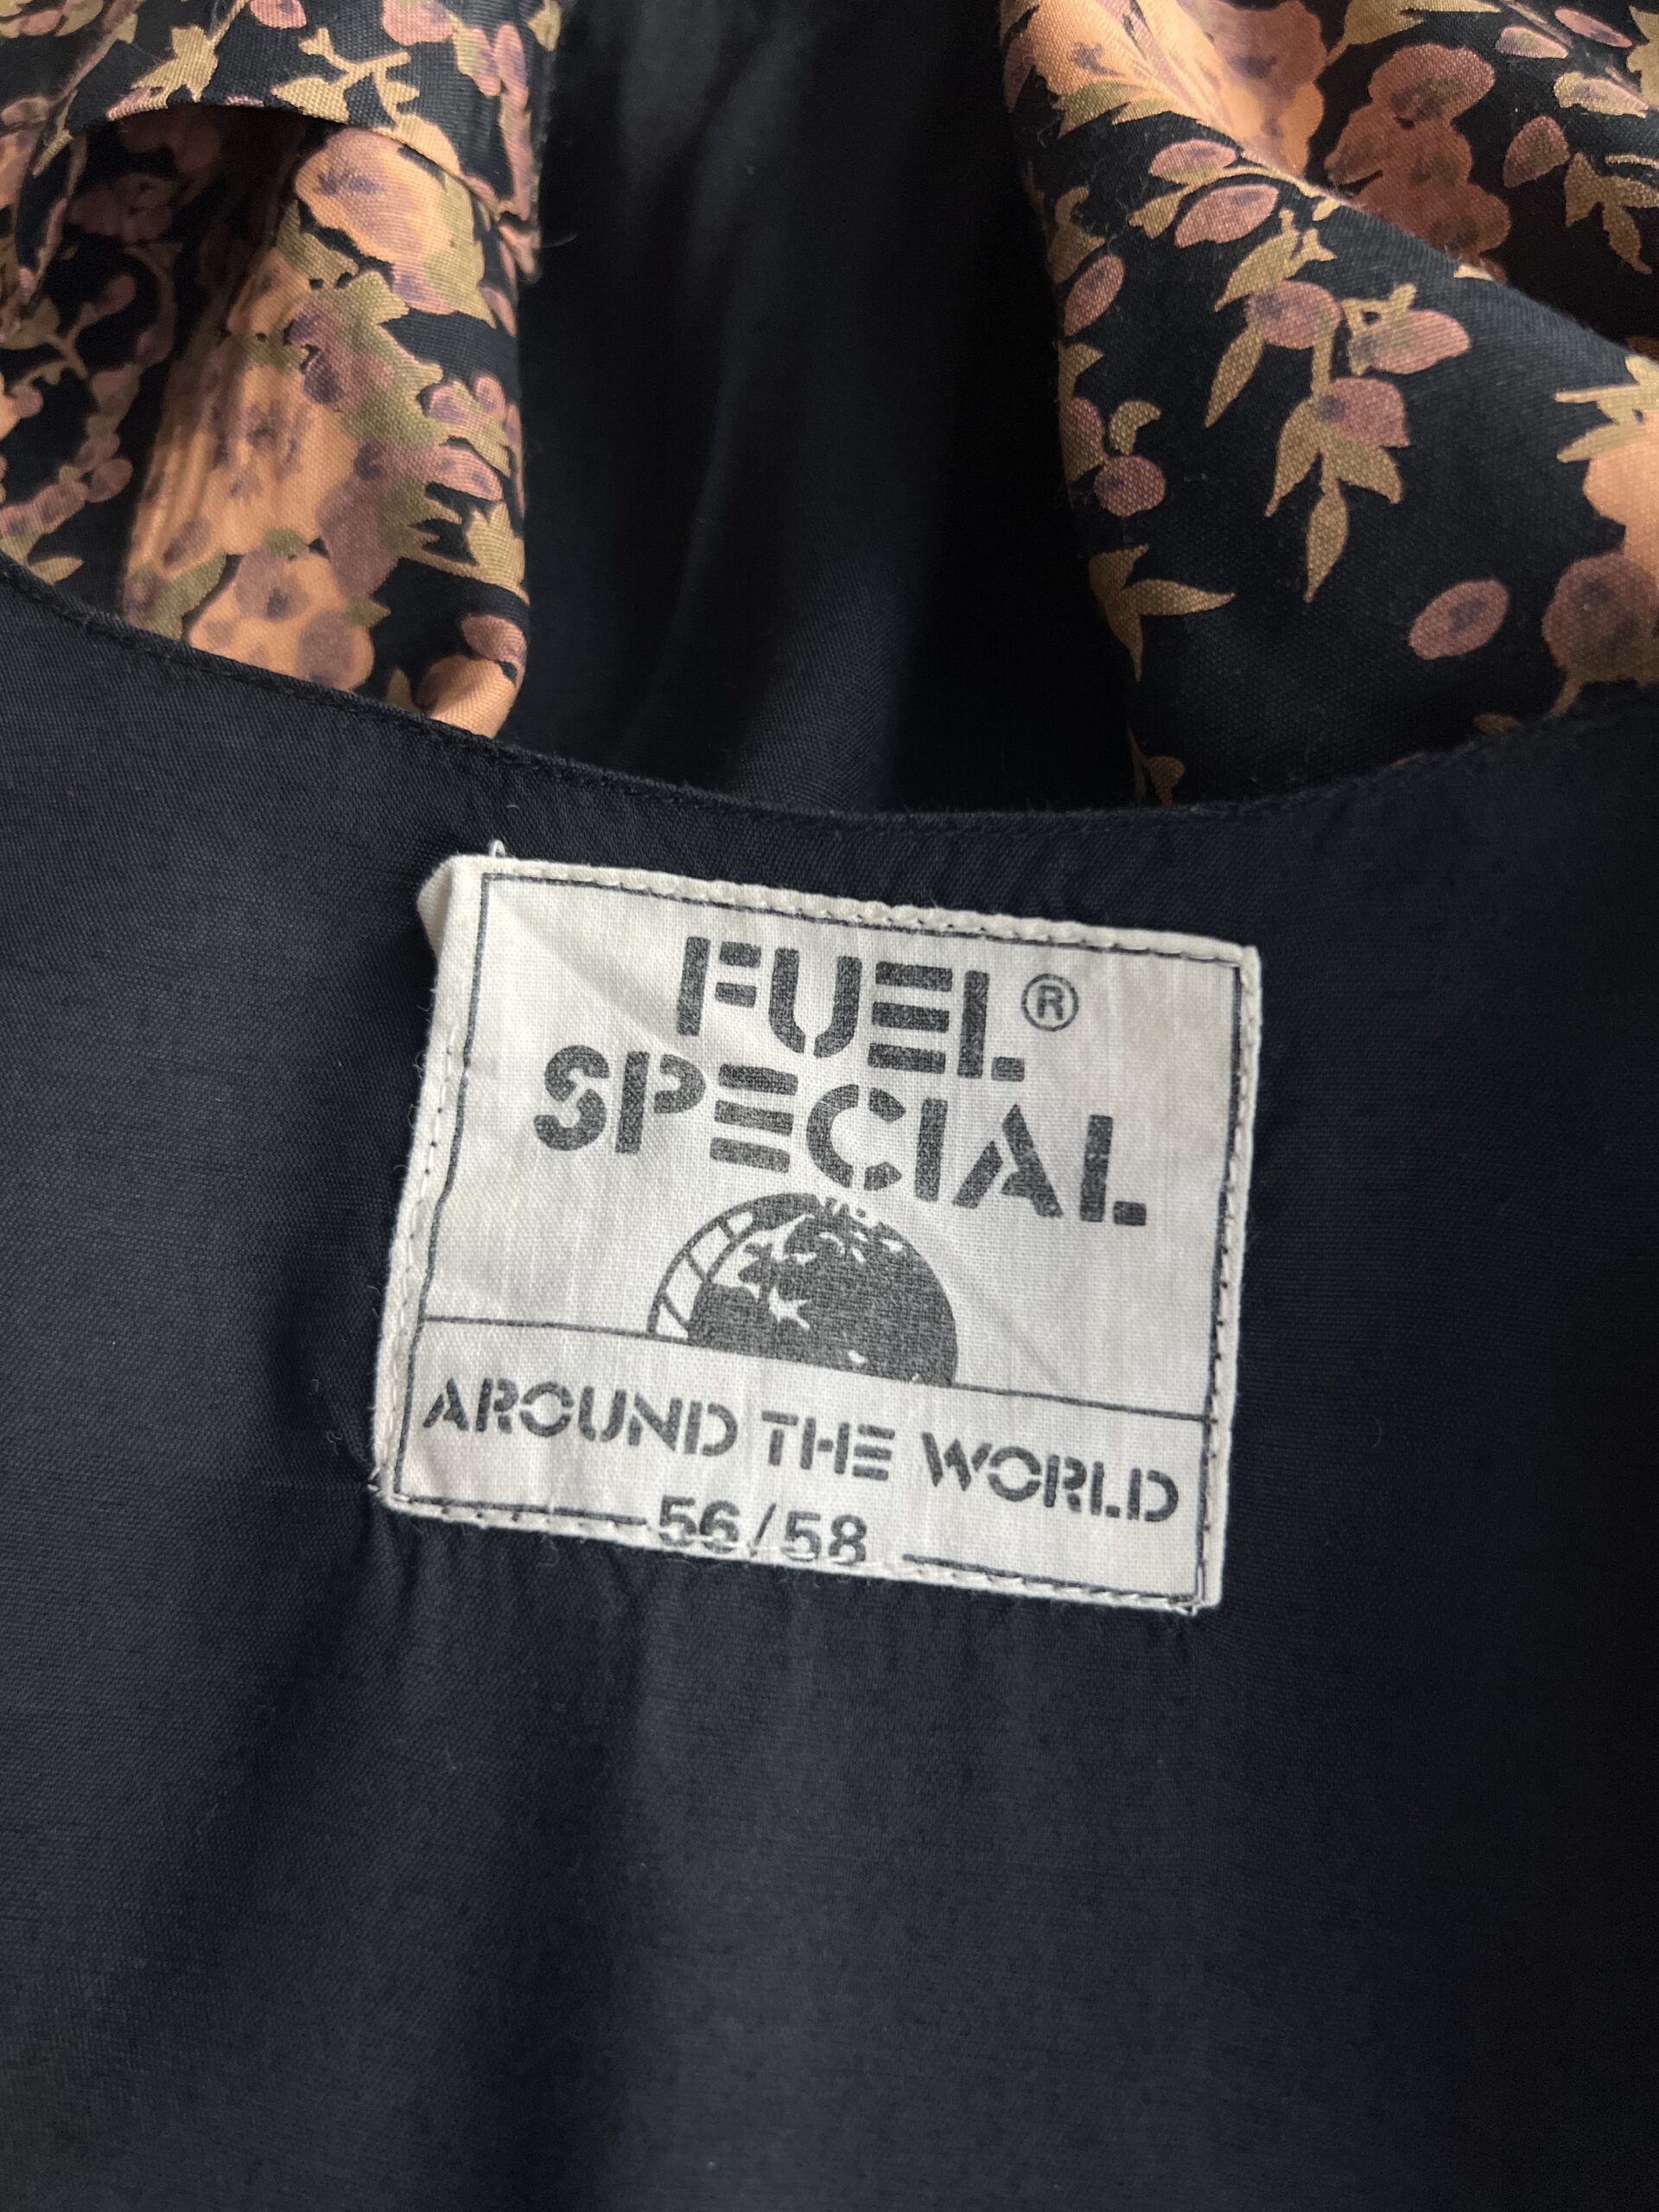 FUEL®
SPECIAL
AROUND THE WORLD
56/58